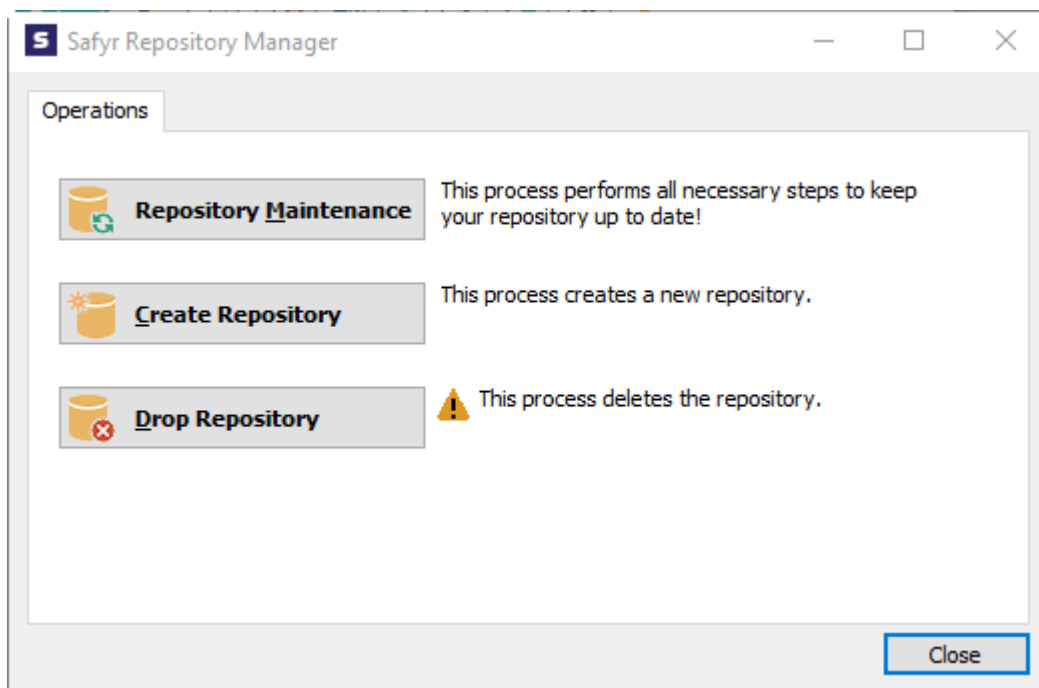 S Safyr Repository Manager
Operations
Repository Maintenance
This process performs all necessary steps to keep
your repository up to date!
Create Repository
This process creates a new repository.
Drop Repository
This process deletes the repository.
Close